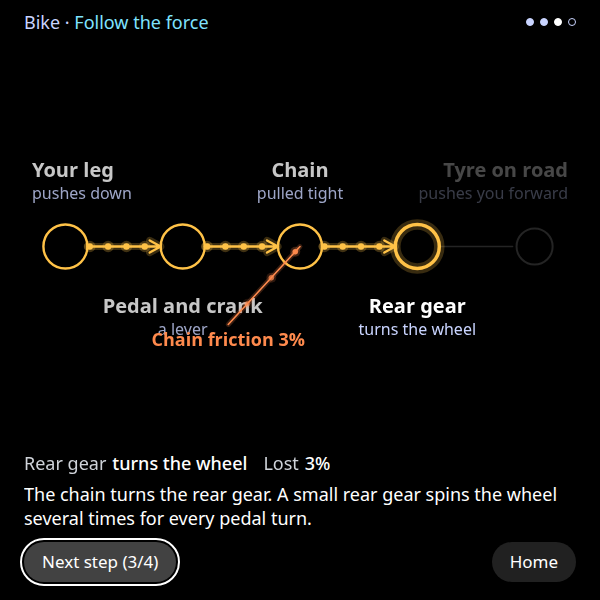 Bike · Follow the force
Your leg
pushes down
Chain
pulled tight
Tyre on road
pushes you forward
Pedal and crank
a lever
Chain friction 3%
Rear gear
turns the wheel
Rear gear turns the wheel Lost 3%
The chain turns the rear gear. A small rear gear spins the wheel
several times for every pedal turn.
Next step (3/4)
Home